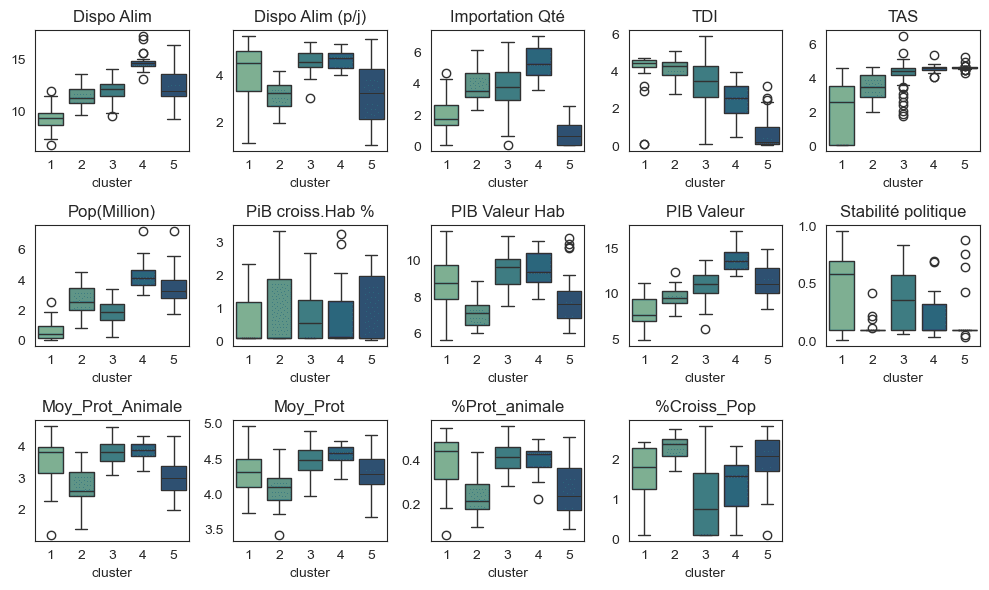 Dispo Alim Dispo Alim (p/j) Importation Qté TDI TAS
15
10
1 2 3 4 5
cluster
4
2
1 2 3 4 5
cluster
6
4
2
0
1 2 3 4 5
cluster
6
4
2
0
1 2 3 4 5
cluster
6
4
2
0
1 2 3 4 5
cluster
Pop(Million) PiB croiss.Hab % PIB Valeur Hab PIB Valeur Stabilité politique
6
4
2
0
1 2 3 4 5
cluster
3
2
1
0
1 2 3 4 5
cluster
10
8
6
1 2 3 4 5
cluster
15
10
5
1 2 3 4 5
cluster
1.0
0.5
0.0
1 2 3 4 5
cluster
Moy_Prot_Animale Moy_Prot %Prot_animale %Croiss_Pop
4
3
2
1 2 3 4 5
cluster
5.0
4.5
4.0
3.5
1 2 3 4 5
cluster
0.4
0.2
1 2 3 4 5
cluster
2
1
0
1 2 3 4 5
cluster